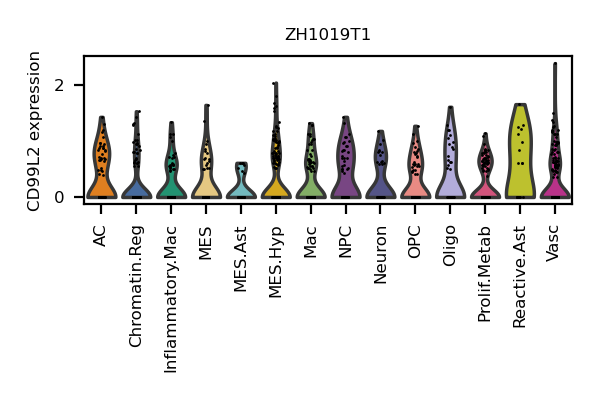 ZH1019T1
CD99L2 expression
2
0
AC
Chromatin.Reg
Inflammatory.Mac
MES
MES.Ast
MES.Hyp
Mac
NPC
Neuron
OPC
Oligo
Prolif.Metab
Reactive.Ast
Vasc